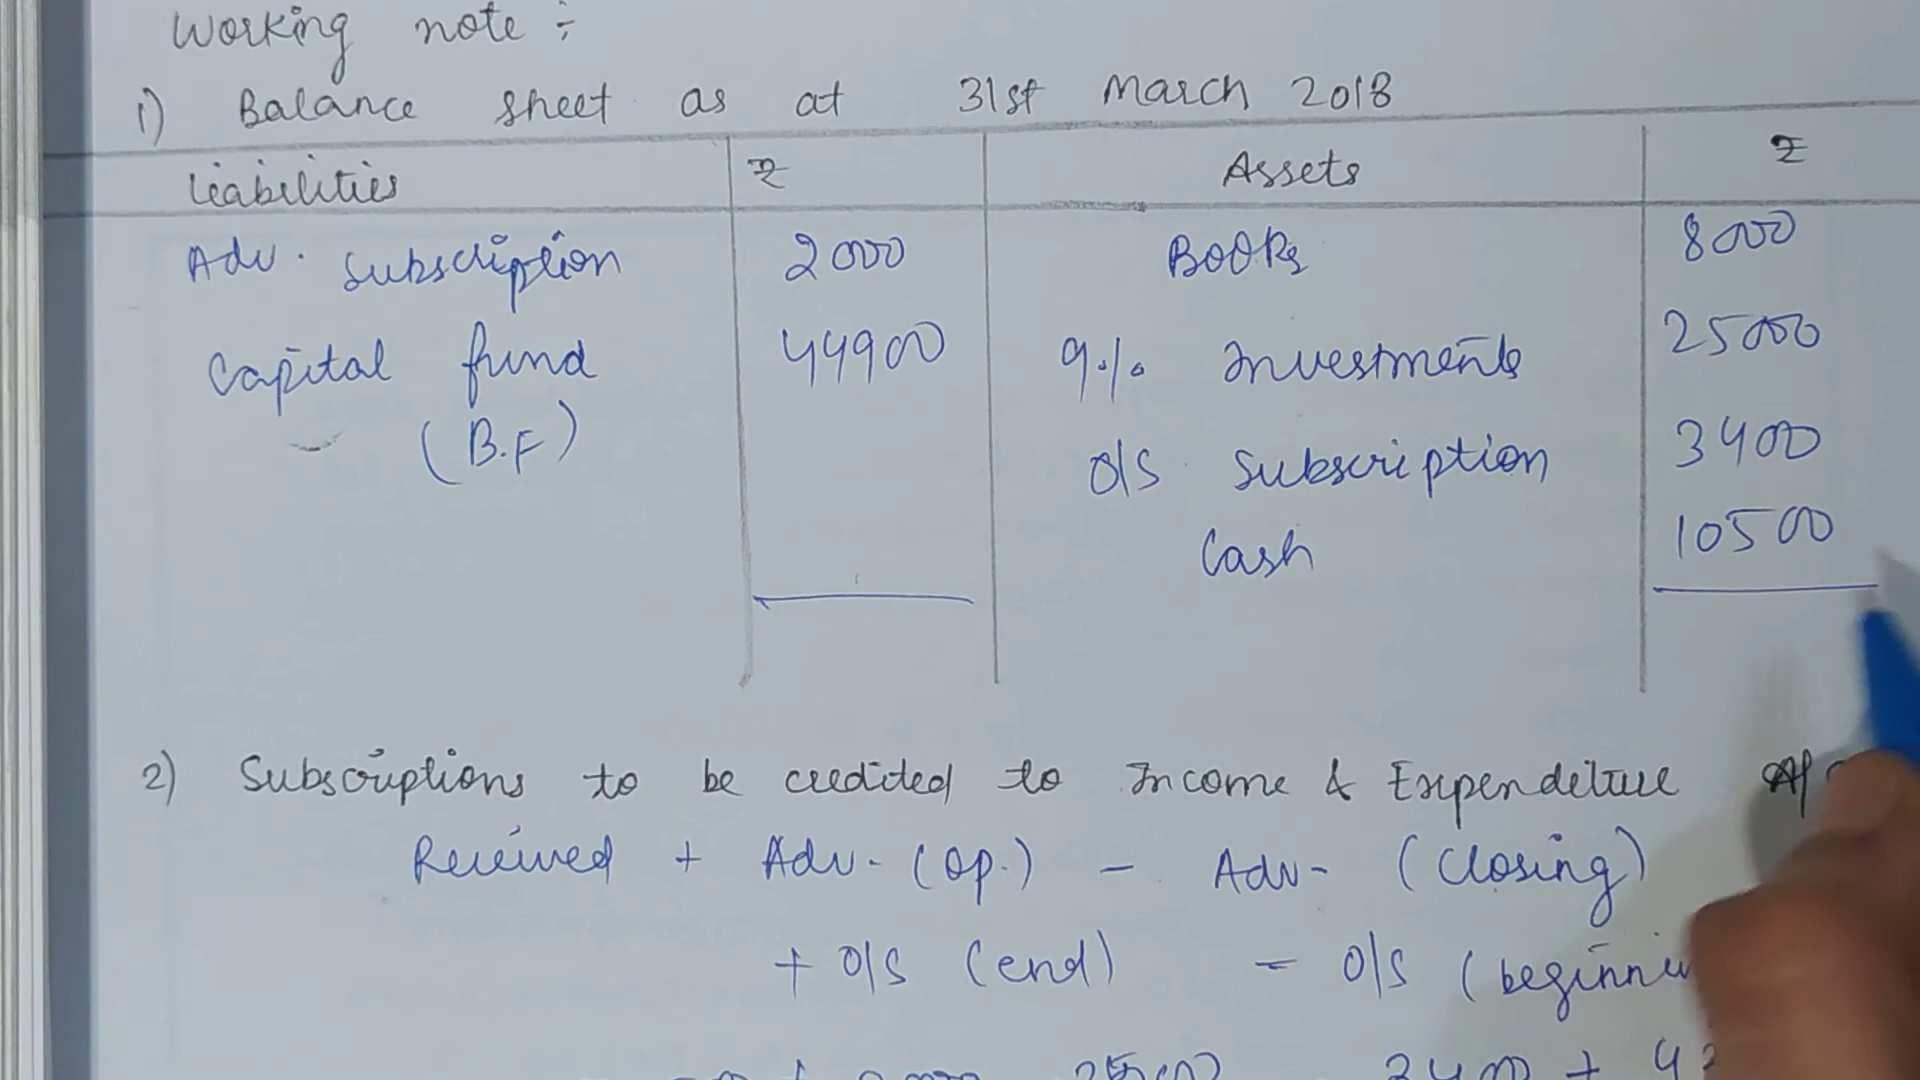 Working note :-
1) Balance sheet as at 31st March 2018
Liabilities ₹ Assets ₹
Adv. Subscription 2000 Books 8000
Capital fund 44900 9% Investments 25000
(B.F) O/S Subscription 3400
Cash 10500
2) Subscriptions to be credited to Income & Expenditure A/
Received + Adv- (op.) - Adv- (Closing)
+ O/S (end) - O/S (beginnin